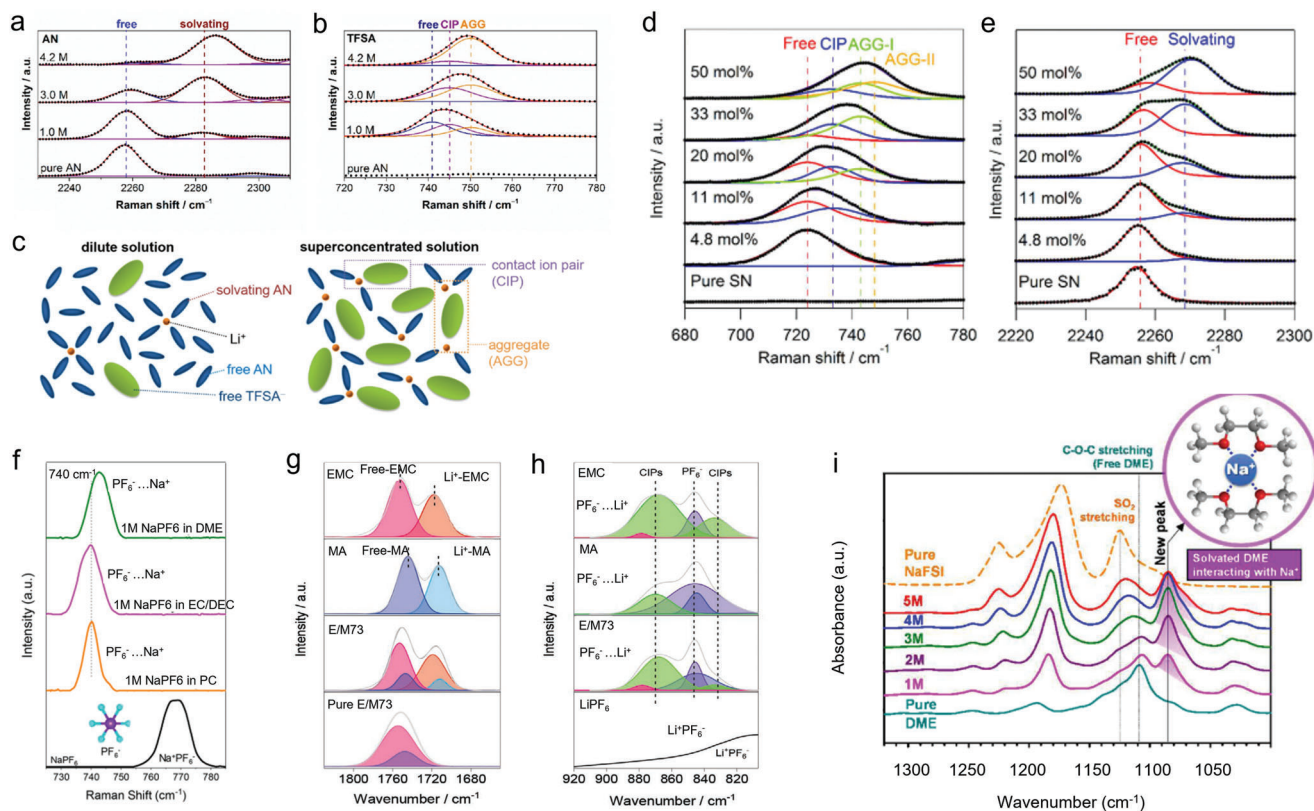 a
AN
free
solvating
4.2 M
3.0 M
1.0 M
pure AN
Intensity / a.u.
2240
2260
2280
2300
Raman shift / cm⁻¹
b
TFSA
free
CIP
AGG
4.2 M
3.0 M
1.0 M
pure AN
Intensity / a.u.
720
730
740
750
760
770
780
Raman shift / cm⁻¹
c
dilute solution
superconcentrated solution
solvating AN
Li⁺
free AN
free TFSA⁻
contact ion pair
(CIP)
aggregate
(AGG)
d
Free
CIP
AGG-I
AGG-II
50 mol%
33 mol%
20 mol%
11 mol%
4.8 mol%
Pure SN
Intensity / a.u.
680
700
720
740
760
780
Raman shift / cm⁻¹
e
Free
Solvating
50 mol%
33 mol%
20 mol%
11 mol%
4.8 mol%
Pure SN
Intensity / a.u.
2220
2240
2260
2280
2300
Raman shift / cm⁻¹
f
740 cm⁻¹
PF₆⁻...Na⁺
1M NaPF6 in DME
PF₆⁻...Na⁺
1M NaPF6 in EC/DEC
PF₆⁻...Na⁺
1M NaPF6 in PC
PF₆⁻
NaPF₆
Na⁺PF₆⁻
Intensity (a.u.)
730
740
750
760
770
780
Raman Shift (cm⁻¹)
g
EMC
Free-EMC
Li⁺-EMC
MA
Free-MA
Li⁺-MA
E/M73
Pure E/M73
Intensity / a.u.
1800
1750
1700
1650
Wavenumber / cm⁻¹
h
EMC
CIPs
PF₆⁻
CIPs
PF₆⁻...Li⁺
MA
PF₆⁻...Li⁺
E/M73
PF₆⁻...Li⁺
LiPF₆
Li⁺PF₆⁻
Li⁺PF₆⁻
Intensity / a.u.
920
880
840
820
Wavenumber / cm⁻¹
i
C-O-C stretching
(Free DME)
SO₂
stretching
New peak
Na⁺
Solvated DME
interacting with Na⁺
Pure
NaFSI
5M
4M
3M
2M
1M
Pure
DME
Absorbance (a.u.)
1300
1250
1200
1150
1100
1050
Wavenumber (cm⁻¹)